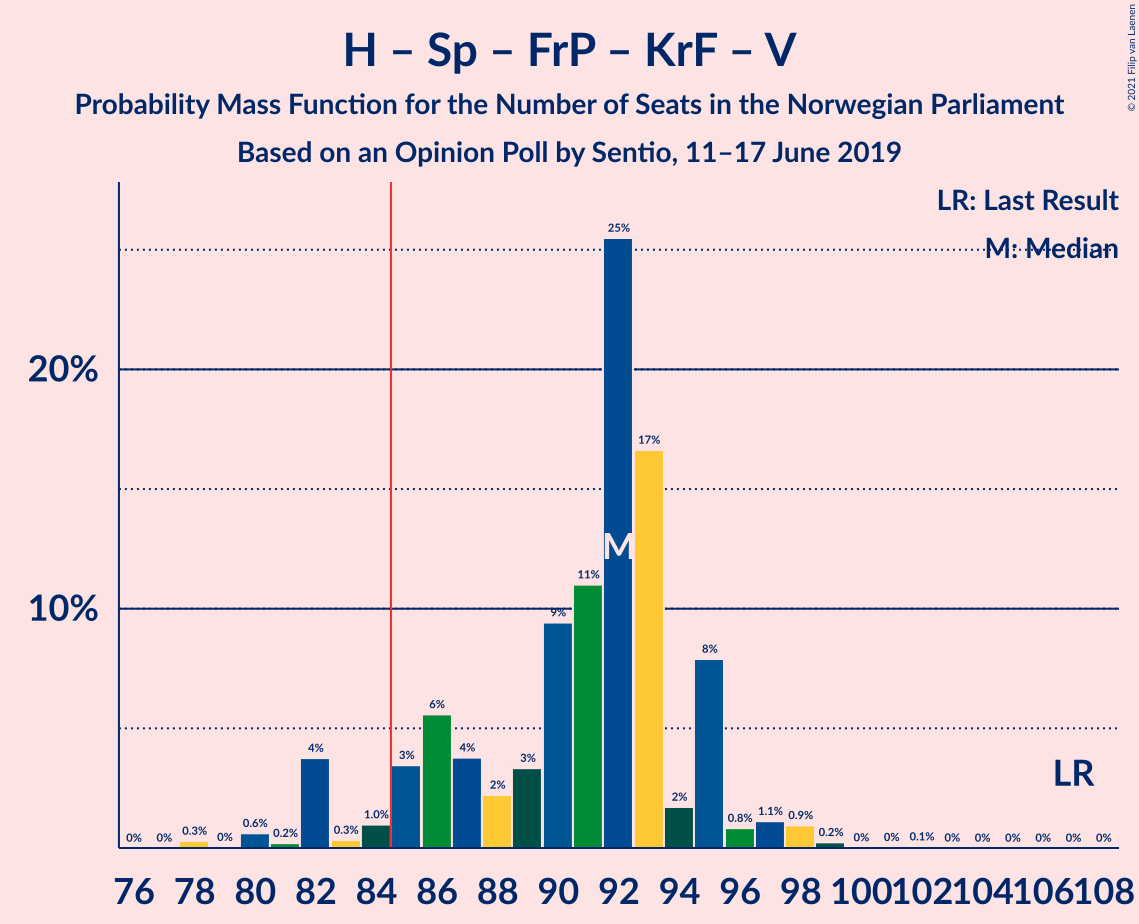 H – Sp – FrP – KrF – V
Probability Mass Function for the Number of Seats in the Norwegian Parliament
Based on an Opinion Poll by Sentio, 11–17 June 2019
© 2021 Filip van Laenen
LR: Last Result
M: Median
20%
10%
0% 0% 0.3% 0% 0.6% 0.2% 4% 0.3% 1.0% 3% 6% 4% 2% 3% 9% 11% 25% 17% 2% 8% 0.8% 1.1% 0.9% 0.2% 0% 0% 0.1% 0% 0% 0% 0% 0% 0%
M
LR
76 78 80 82 84 86 88 90 92 94 96 98 100 102 104 106 108